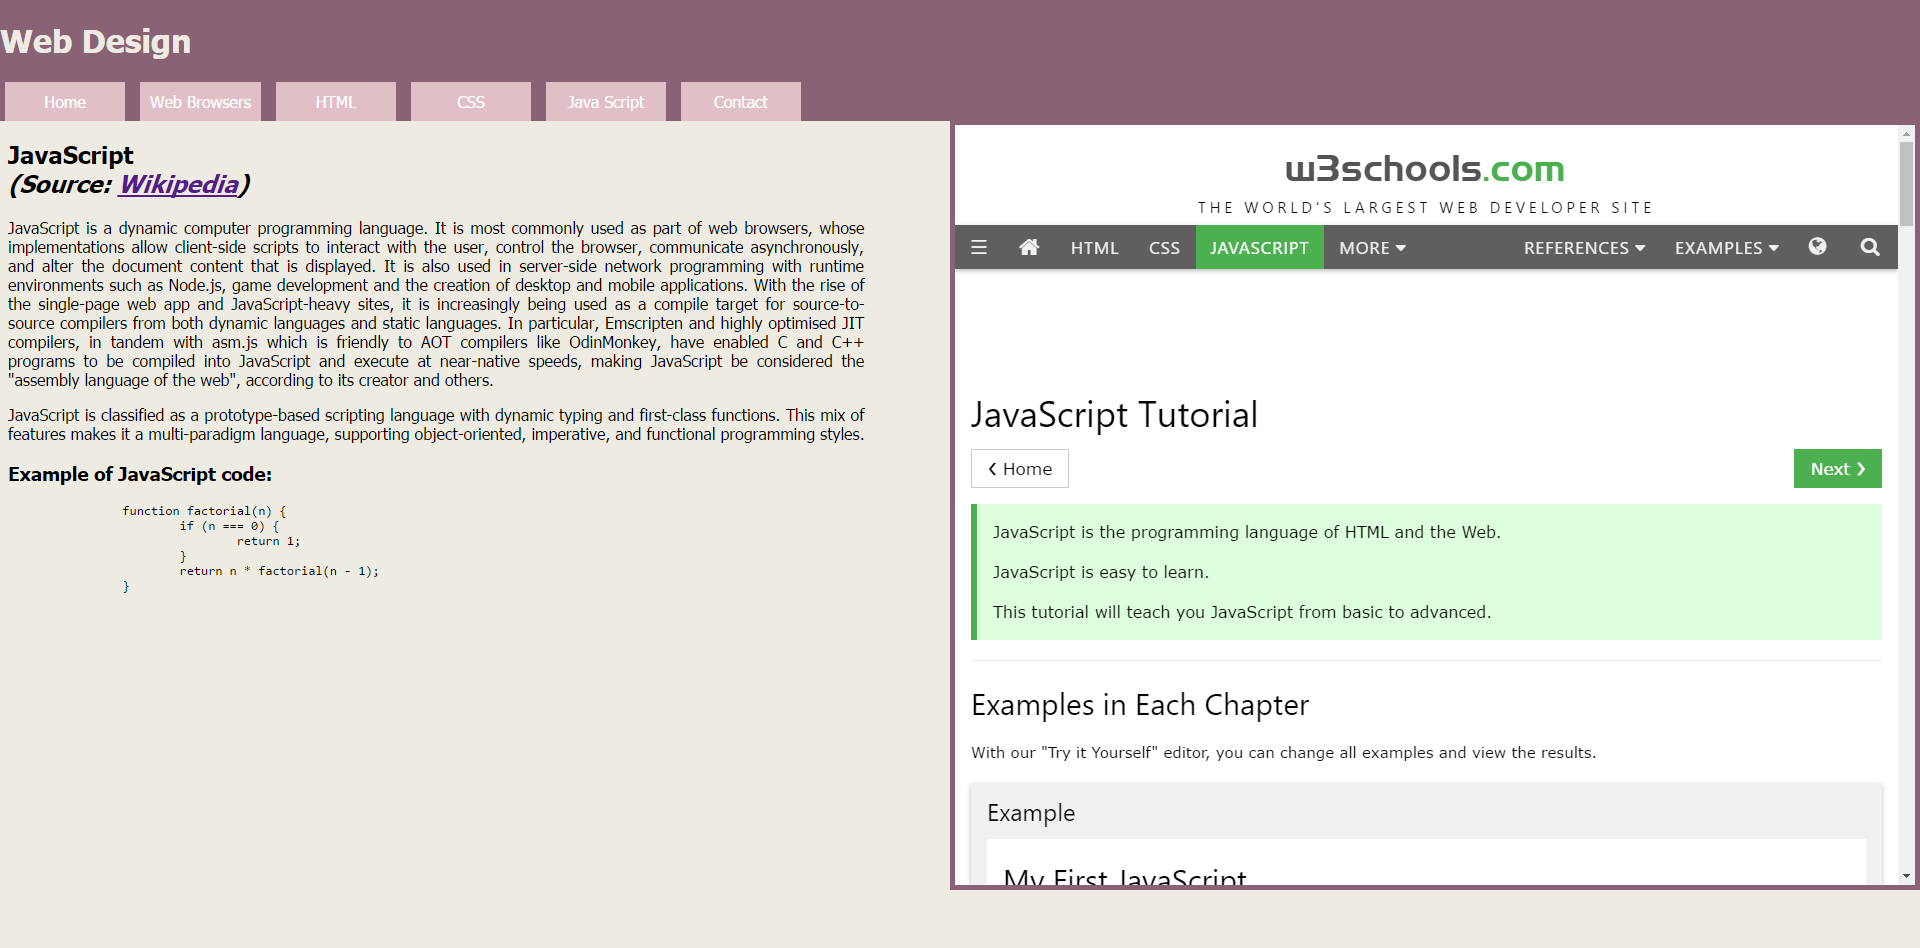 Web Design
Home Web Browsers HTML CSS Java Script Contact
JavaScript
(Source: Wikipedia)
JavaScript is a dynamic computer programming language. It is most commonly used as part of web browsers, whose
implementations allow client-side scripts to interact with the user, control the browser, communicate asynchronously,
and alter the document content that is displayed. It is also used in server-side network programming with runtime
environments such as Node.js, game development and the creation of desktop and mobile applications. With the rise of
the single-page web app and JavaScript-heavy sites, it is increasingly being used as a compile target for source-to-
source compilers from both dynamic languages and static languages. In particular, Emscripten and highly optimised JIT
compilers, in tandem with asm.js which is friendly to AOT compilers like OdinMonkey, have enabled C and C++
programs to be compiled into JavaScript and execute at near-native speeds, making JavaScript be considered the
"assembly language of the web", according to its creator and others.
JavaScript is classified as a prototype-based scripting language with dynamic typing and first-class functions. This mix of
features makes it a multi-paradigm language, supporting object-oriented, imperative, and functional programming styles.
Example of JavaScript code:
function factorial(n) {
if (n === 0) {
return 1;
}
return n * factorial(n - 1);
}
w3schools.com
THE WORLD'S LARGEST WEB DEVELOPER SITE
HTML CSS JAVASCRIPT MORE REFERENCES EXAMPLES
JavaScript Tutorial
❮ Home Next ❯
JavaScript is the programming language of HTML and the Web.
JavaScript is easy to learn.
This tutorial will teach you JavaScript from basic to advanced.
Examples in Each Chapter
With our "Try it Yourself" editor, you can change all examples and view the results.
Example
My First JavaScript